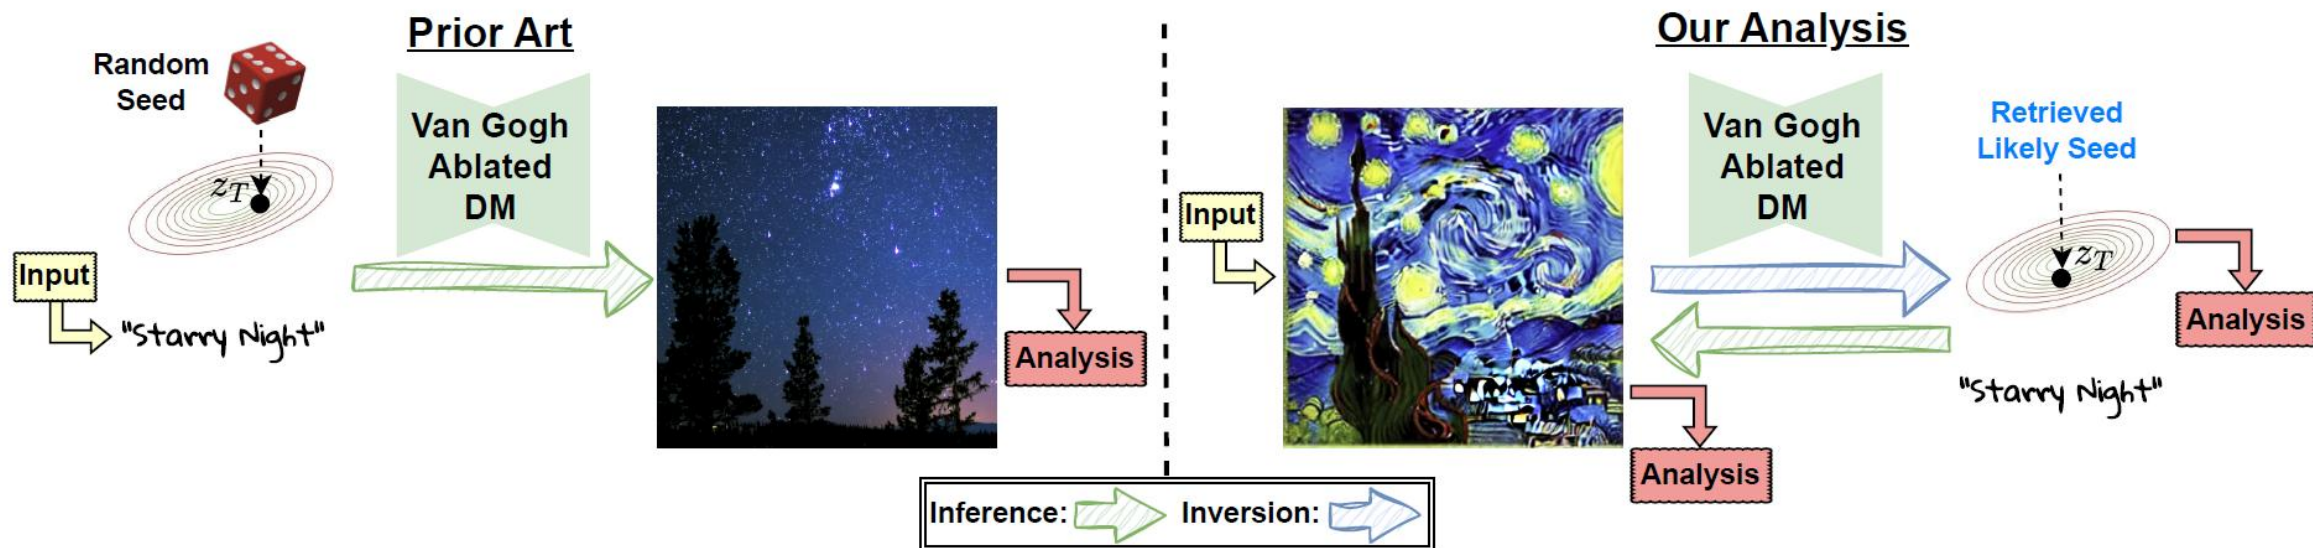 Prior Art
Random
Seed
Van Gogh
Ablated
DM
z_T
Input
"Starry Night"
Analysis
Our Analysis
Input
Van Gogh
Ablated
DM
Retrieved
Likely Seed
z_T
Analysis
"Starry Night"
Analysis
Inference:
Inversion: